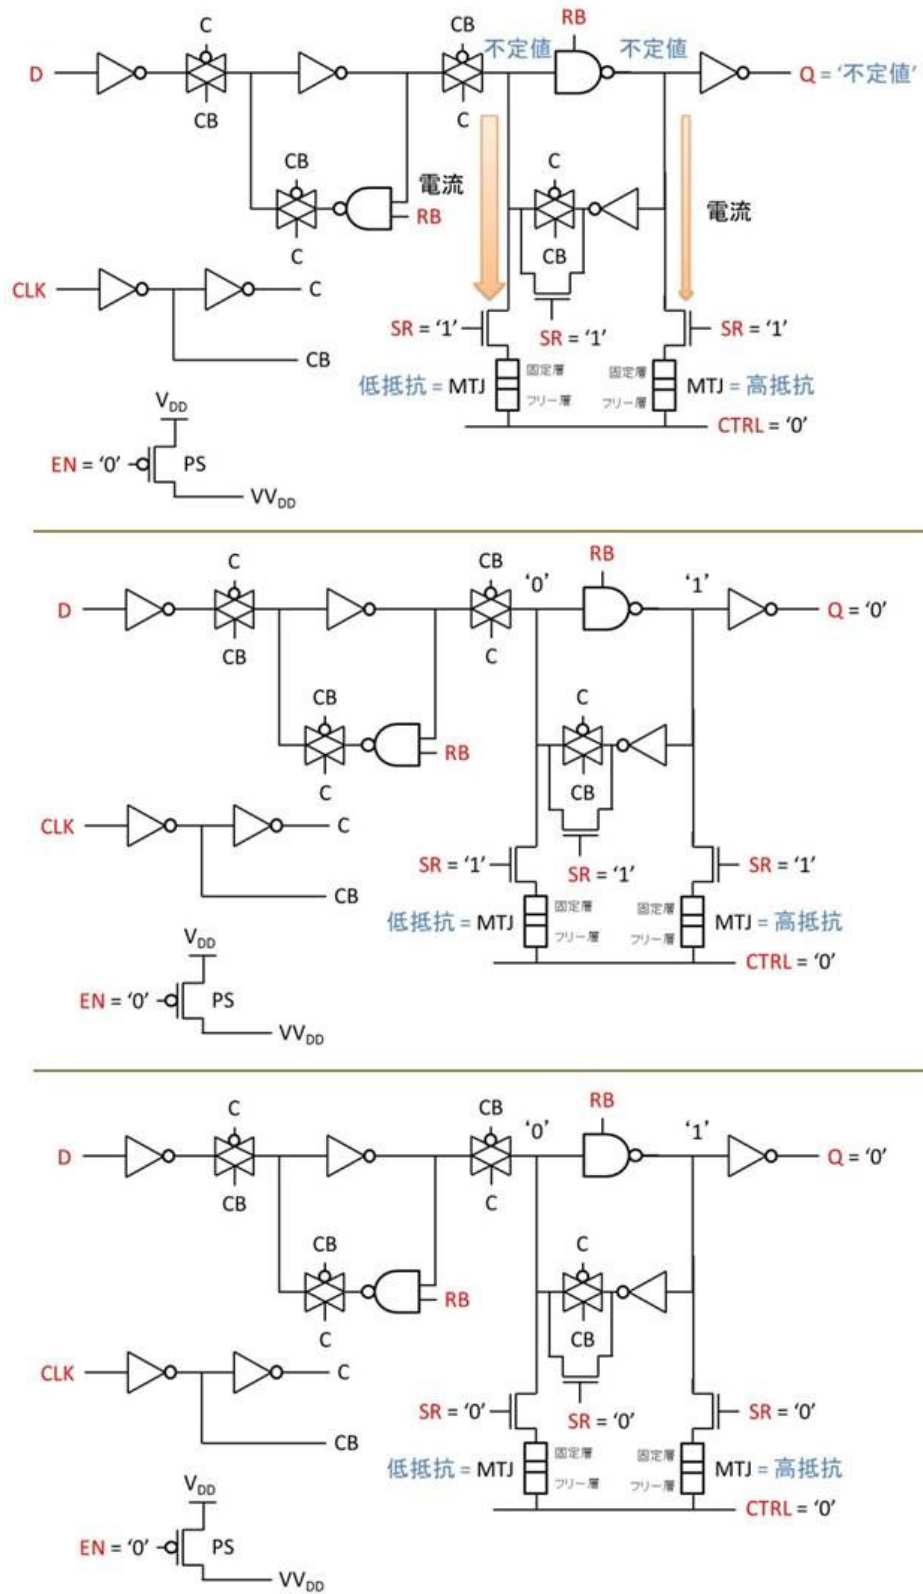 C CB RB
D 不定値 不定値 Q = '不定値'
CB C
CB 電流 C 電流
RB
C CB
CLK C
SR = '1' SR = '1' SR = '1'
CB
低抵抗 = MTJ 固定層 固定層 MTJ = 高抵抗
フリー層 フリー層
VDD CTRL = '0'
EN = '0' PS
VVDD
C CB RB
D '0' '1' Q = '0'
CB C
CB C
RB
C CB
CLK C
SR = '1' SR = '1' SR = '1'
CB
低抵抗 = MTJ 固定層 固定層 MTJ = 高抵抗
フリー層 フリー層
VDD CTRL = '0'
EN = '0' PS
VVDD
C CB RB
D '0' '1' Q = '0'
CB C
CB C
RB
C CB
CLK C
SR = '0' SR = '0' SR = '0'
CB
低抵抗 = MTJ 固定層 固定層 MTJ = 高抵抗
フリー層 フリー層
VDD CTRL = '0'
EN = '0' PS
VVDD